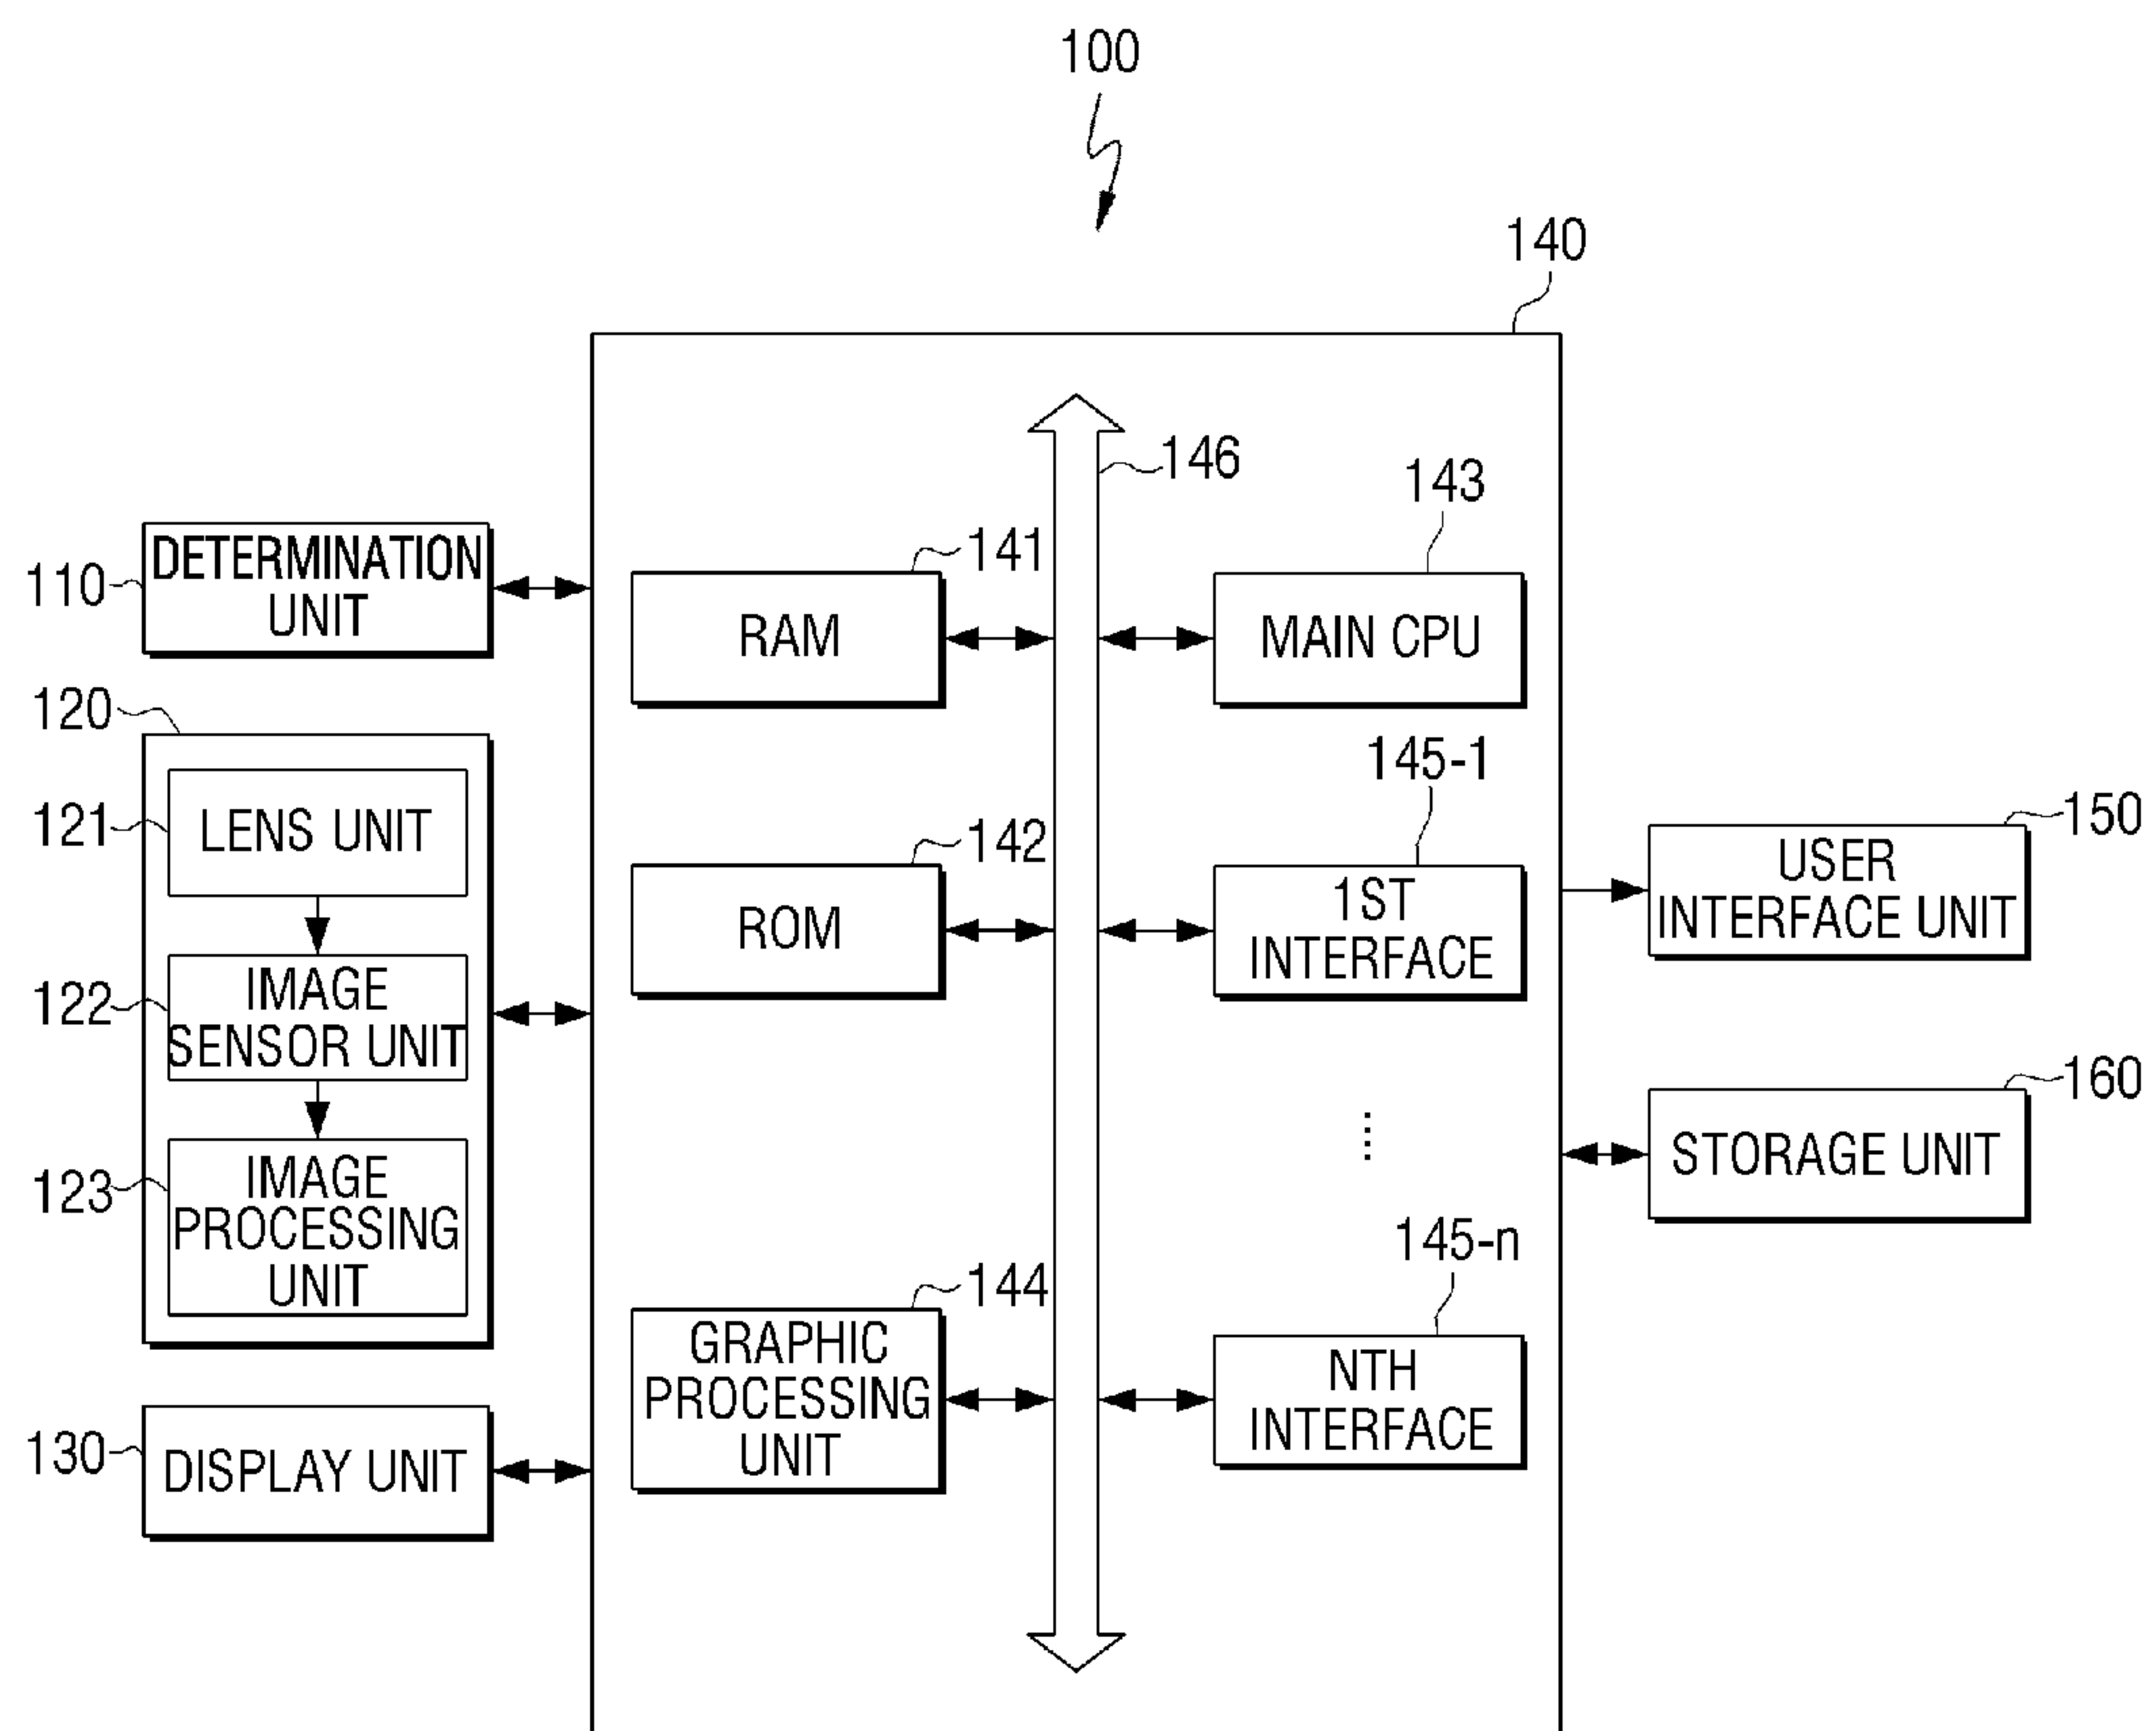 100
140
146
143
110
DETERMINATION
UNIT
141
RAM
MAIN CPU
120
121
LENS UNIT
145-1
142
ROM
1ST
INTERFACE
150
USER
INTERFACE UNIT
122
IMAGE
SENSOR UNIT
160
STORAGE UNIT
123
IMAGE
PROCESSING
UNIT
145-n
144
GRAPHIC
PROCESSING
UNIT
NTH
INTERFACE
130
DISPLAY UNIT